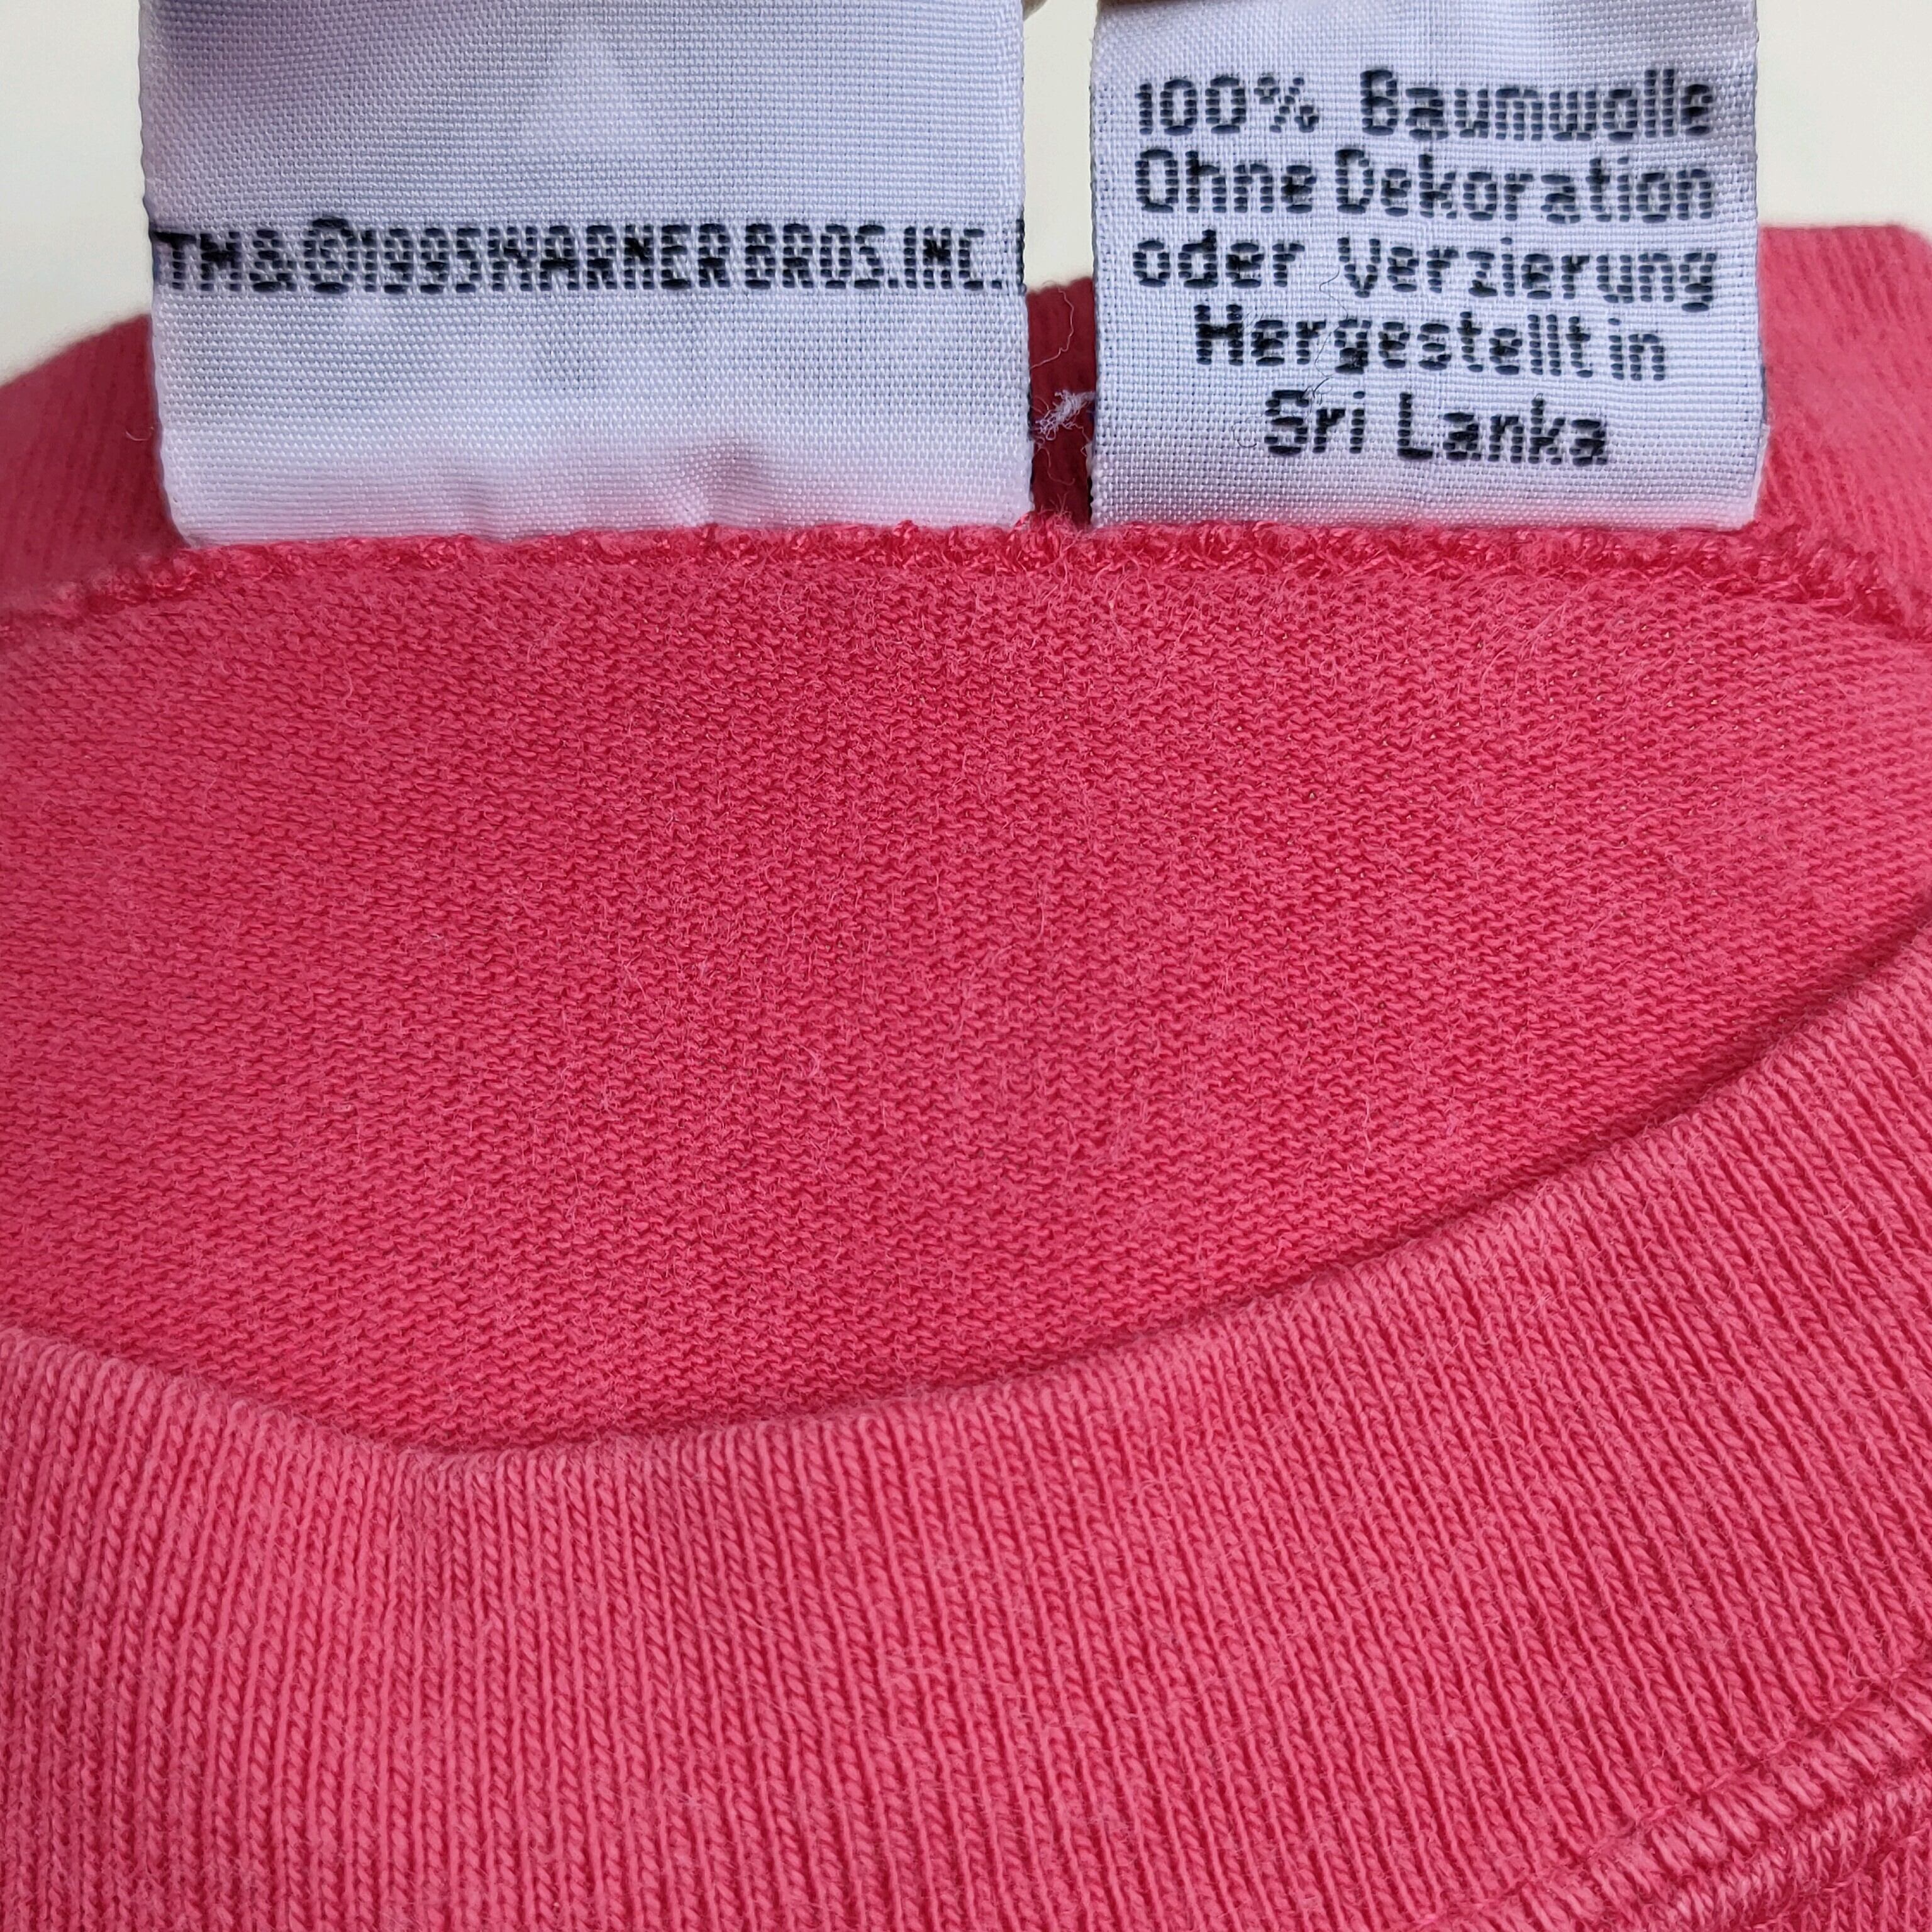 TM&©1995WARNER BROS.INC.
100% Baumwolle
Ohne Dekoration
oder Verzierung
Hergestellt in
Sri Lanka